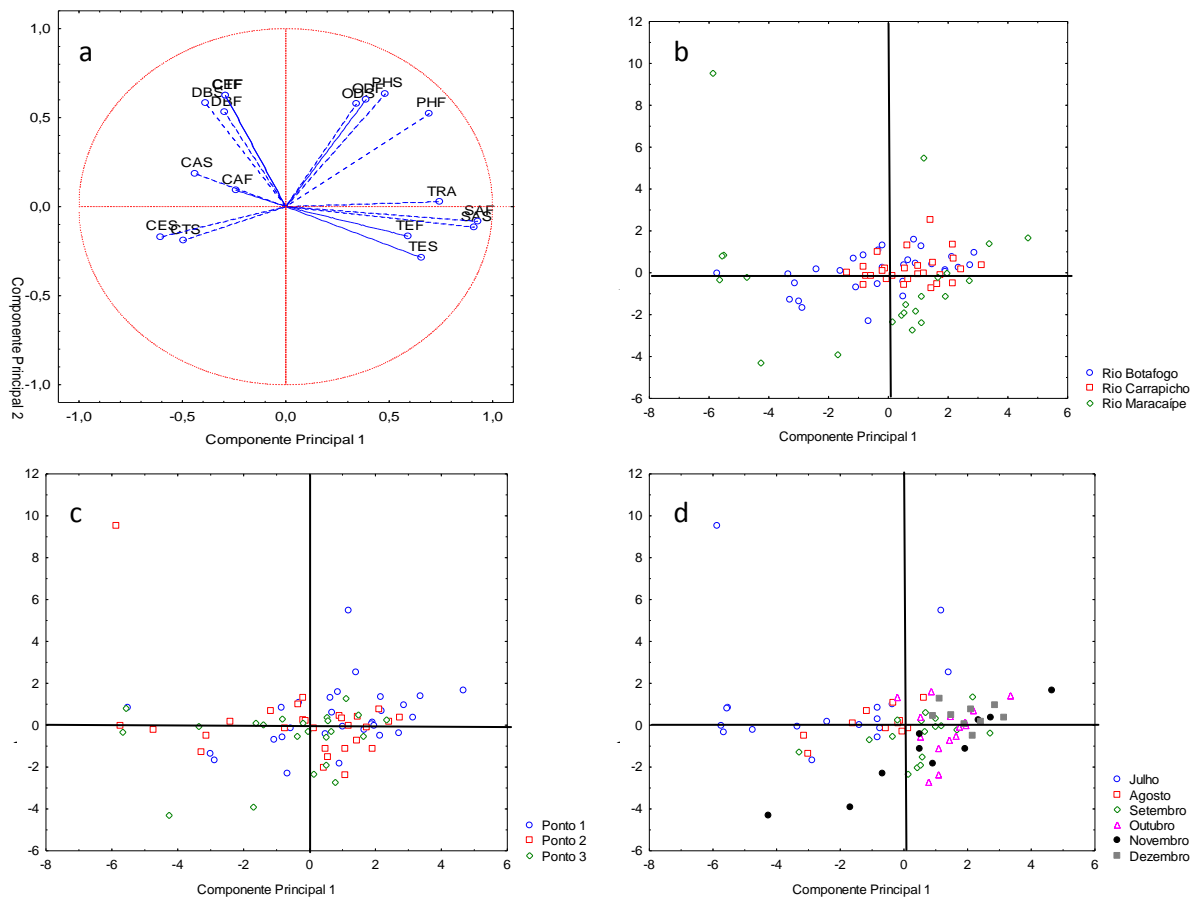 a
1,0
0,5
0,0
-0,5
-1,0
-1,0
-0,5
0,0
0,5
1,0
Componente Principal 2
Componente Principal 1
DBS
DBF
CAS
CAF
CES
CTS
ODS
ODF
PHS
PHF
TRA
SAF
SAS
TEF
TES
b
12
10
8
6
4
2
0
-2
-4
-6
-8
-6
-4
-2
0
2
4
6
Componente Principal 1
Rio Botafogo
Rio Carrapicho
Rio Maracaípe
c
12
10
8
6
4
2
0
-2
-4
-6
-8
-6
-4
-2
0
2
4
6
Componente Principal 1
Ponto 1
Ponto 2
Ponto 3
d
12
10
8
6
4
2
0
-2
-4
-6
-8
-6
-4
-2
0
2
4
6
Componente Principal 1
Julho
Agosto
Setembro
Outubro
Novembro
Dezembro